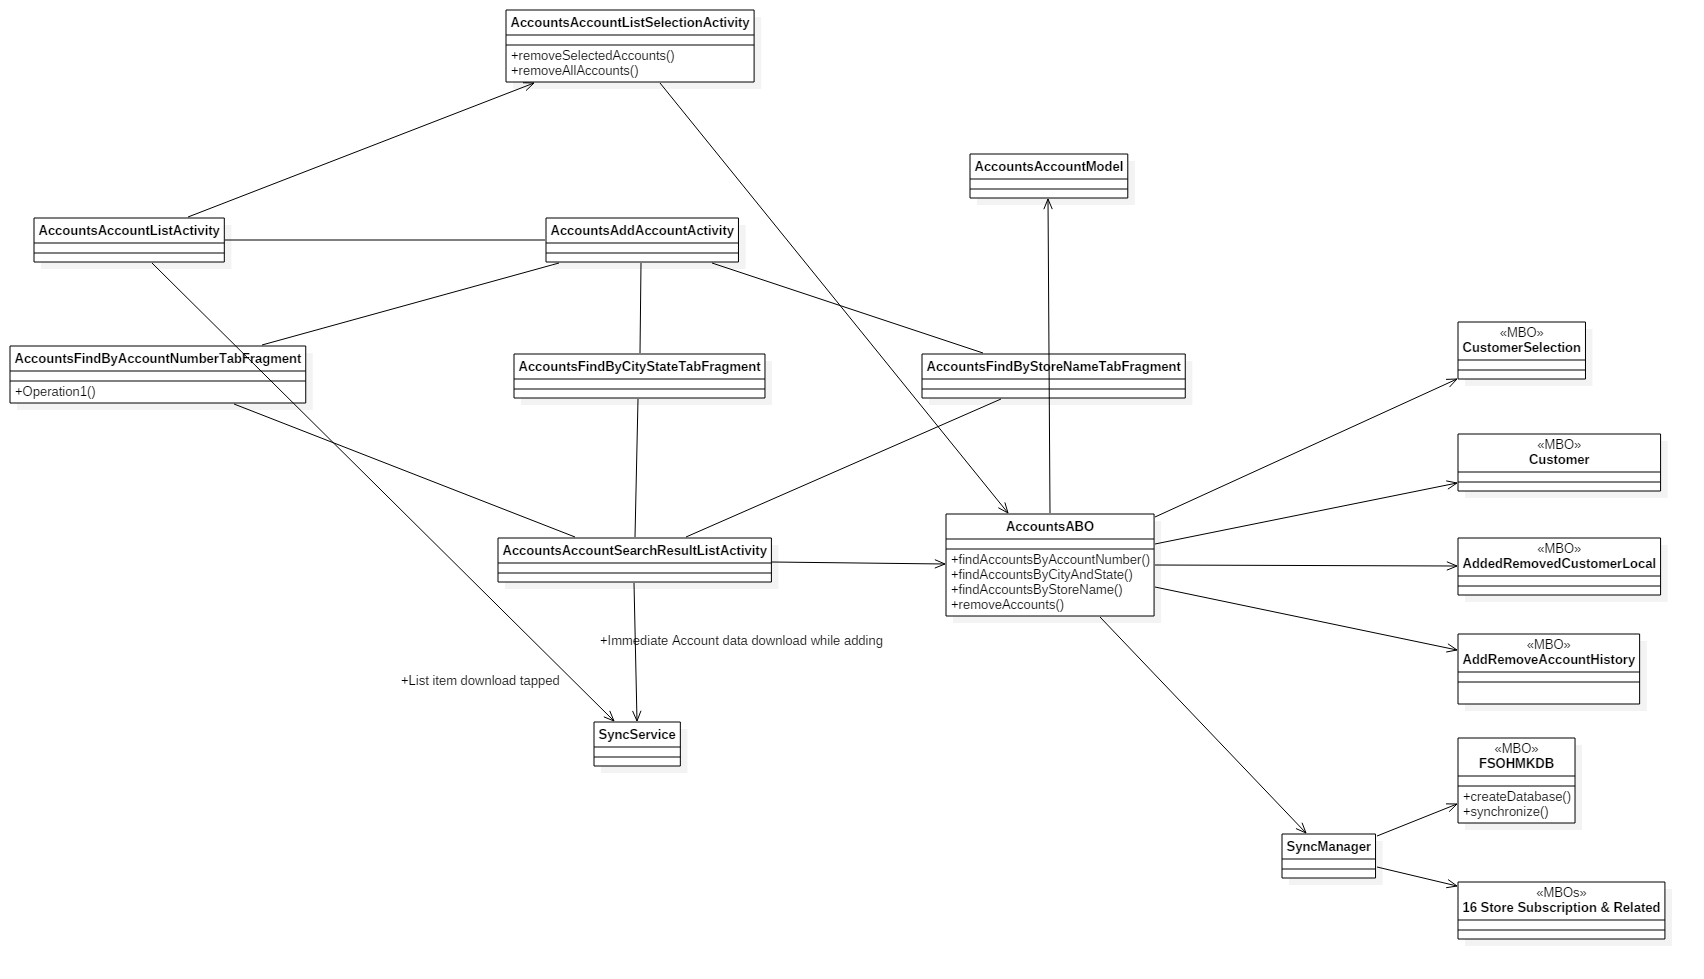 AccountsAccountListSelectionActivity
+removeSelectedAccounts()
+removeAllAccounts()
AccountsAccountModel
AccountsAccountListActivity
AccountsAddAccountActivity
AccountsFindByAccountNumberTabFragment
+Operation1()
AccountsFindByCityStateTabFragment
AccountsFindByStoreNameTabFragment
«MBO»
CustomerSelection
«MBO»
Customer
AccountsAccountSearchResultListActivity
AccountsABO
+findAccountsByAccountNumber()
+findAccountsByCityAndState()
+findAccountsByStoreName()
+removeAccounts()
«MBO»
AddedRemovedCustomerLocal
+Immediate Account data download while adding
«MBO»
AddRemoveAccountHistory
+List item download tapped
SyncService
«MBO»
FSOHMKDB
+createDatabase()
+synchronize()
SyncManager
«MBOs»
16 Store Subscription & Related